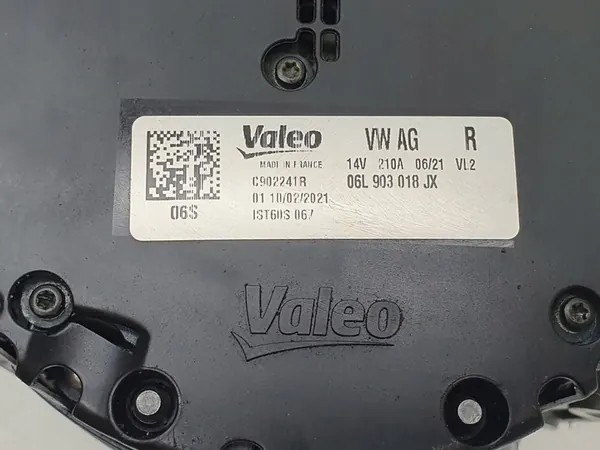 Valeo VW AG R
MADE IN FRANCE 14V 210A 06/21 VL2
C902241R 06L 903 018 JX
01 10/02/2021
06S IST60S 067
Valeo